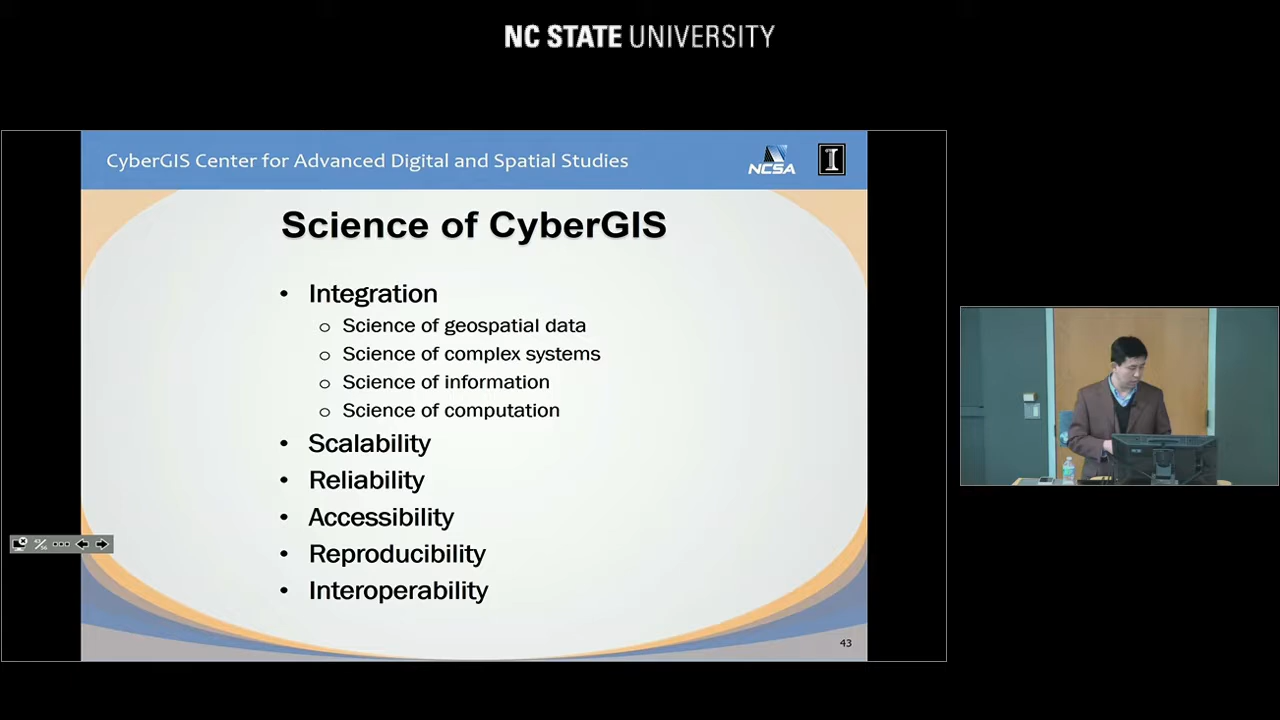 NC STATE UNIVERSITY
CyberGIS Center for Advanced Digital and Spatial Studies
NCSA
I
Science of CyberGIS
• Integration
o Science of geospatial data
o Science of complex systems
o Science of information
o Science of computation
• Scalability
• Reliability
• Accessibility
• Reproducibility
• Interoperability
43